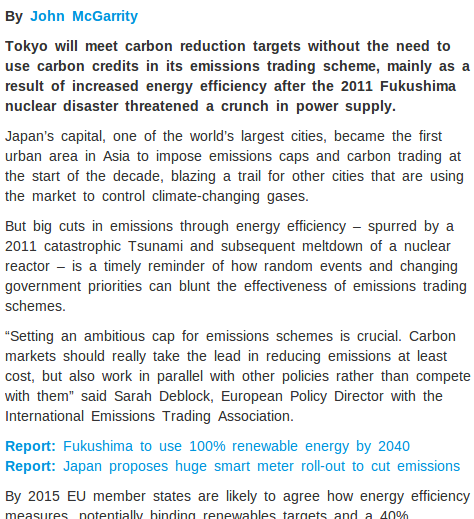 By John McGarrity
Tokyo will meet carbon reduction targets without the need to
use carbon credits in its emissions trading scheme, mainly as a
result of increased energy efficiency after the 2011 Fukushima
nuclear disaster threatened a crunch in power supply.
Japan’s capital, one of the world’s largest cities, became the first
urban area in Asia to impose emissions caps and carbon trading at
the start of the decade, blazing a trail for other cities that are using
the market to control climate-changing gases.
But big cuts in emissions through energy efficiency – spurred by a
2011 catastrophic Tsunami and subsequent meltdown of a nuclear
reactor – is a timely reminder of how random events and changing
government priorities can blunt the effectiveness of emissions trading
schemes.
“Setting an ambitious cap for emissions schemes is crucial. Carbon
markets should really take the lead in reducing emissions at least
cost, but also work in parallel with other policies rather than compete
with them” said Sarah Deblock, European Policy Director with the
International Emissions Trading Association.
Report: Fukushima to use 100% renewable energy by 2040
Report: Japan proposes huge smart meter roll-out to cut emissions
By 2015 EU member states are likely to agree how energy efficiency
measures, potentially binding renewables targets and a 40%